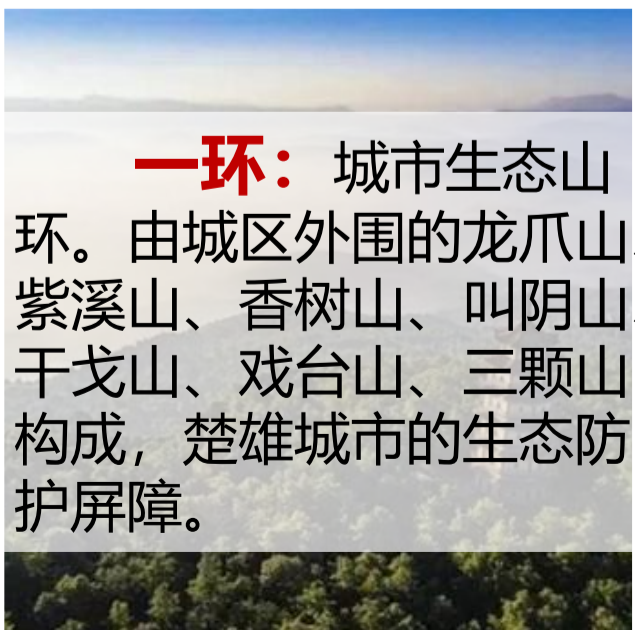 一环：城市生态山
环。由城区外围的龙爪山、
紫溪山、香树山、叫阴山、
干戈山、戏台山、三颗山
构成，楚雄城市的生态防
护屏障。